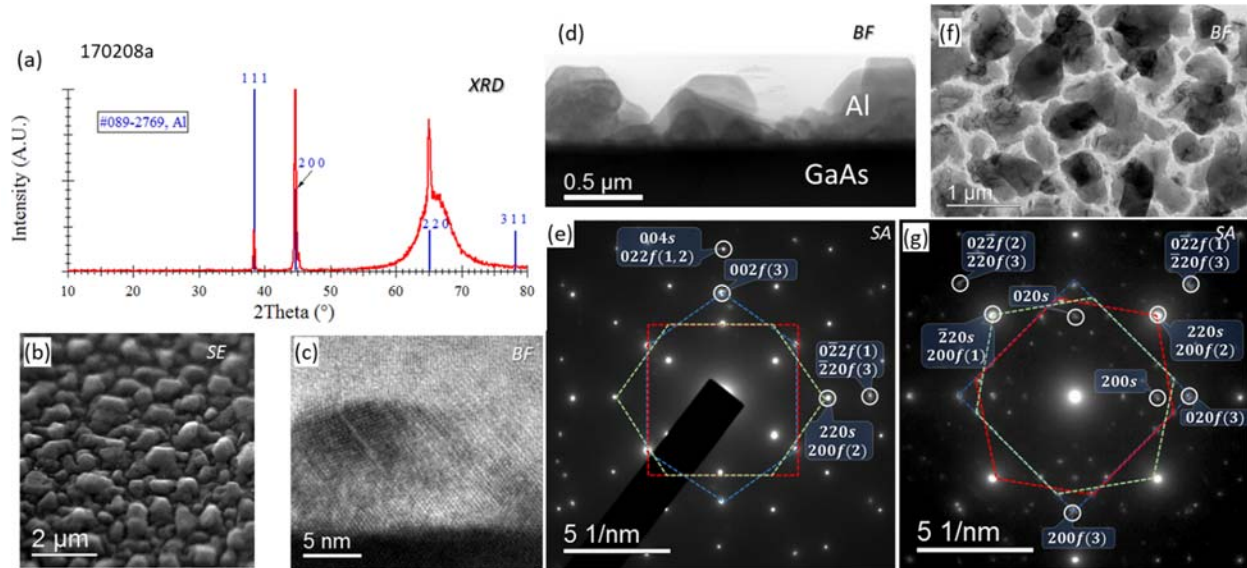 (a)
170208a
XRD
#089-2769, Al
1 1 1
2 0 0
2 2 0
3 1 1
Intensity (A.U.)
10 20 30 40 50 60 70 80
2Theta (°)
(b)
SE
2 µm
(c)
BF
5 nm
(d)
BF
Al
GaAs
0.5 µm
(e)
SA
004s
022f(1,2)
002f(3)
02̅2f(1)
2̅20f(3)
220s
200f(2)
5 1/nm
(f)
BF
1 µm
(g)
SA
02̅2f(2)
2̅20f(3)
02̅2f(1)
2̅20f(3)
020s
2̅20s
200f(1)
220s
200f(2)
200s
020f(3)
200f(3)
5 1/nm